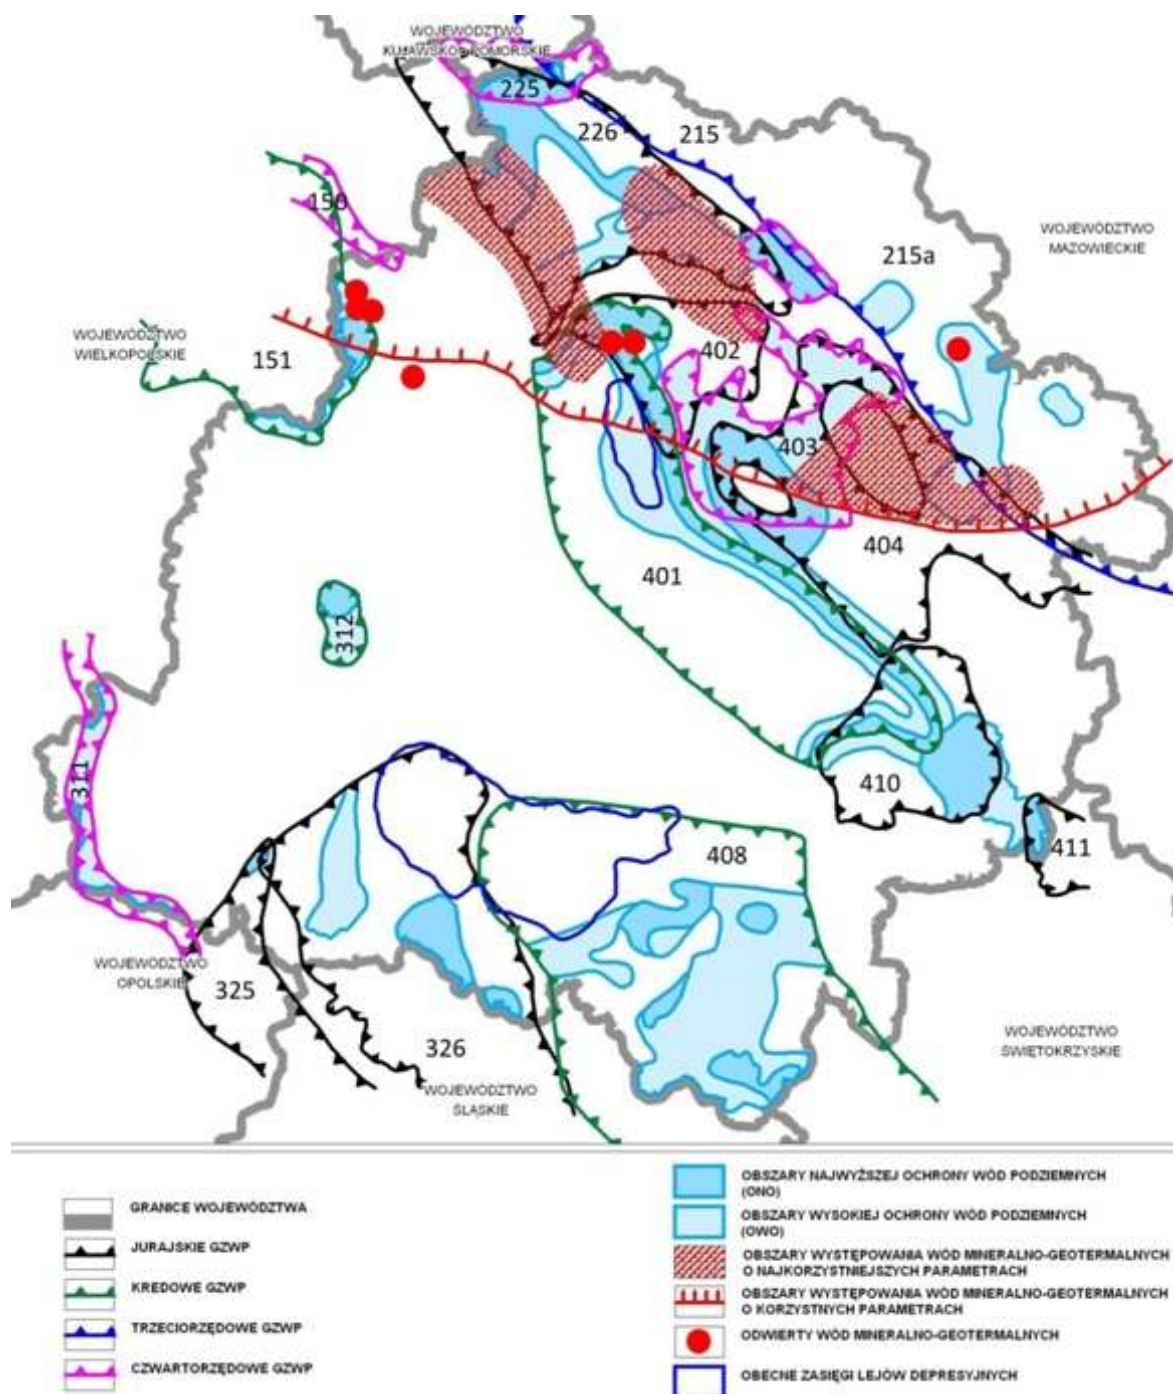 WOJEWÓDZTWO
KUJAWSKO-POMORSKIE
225
226
215
150
WOJEWÓDZTWO
MAZOWIECKIE
215a
WOJEWÓDZTWO
WIELKOPOLSKIE
151
402
403
404
401
312
311
410
411
408
WOJEWÓDZTWO
OPOLSKIE
325
326
WOJEWÓDZTWO
ŚLĄSKIE
WOJEWÓDZTWO
ŚWIĘTOKRZYSKIE
GRANICE WOJEWÓDZTWA
JURAJSKIE GZWP
KREDOWE GZWP
TRZECIORZĘDOWE GZWP
CZWARTORZĘDOWE GZWP
OBSZARY NAJWYŻSZEJ OCHRONY WÓD PODZIEMNYCH
(ONO)
OBSZARY WYSOKIEJ OCHRONY WÓD PODZIEMNYCH
(OWO)
OBSZARY WYSTĘPOWANIA WÓD MINERALNO-GEOTERMALNYCH
O NAJKORZYSTNIEJSZYCH PARAMETRACH
OBSZARY WYSTĘPOWANIA WÓD MINERALNO-GEOTERMALNYCH
O KORZYSTNYCH PARAMETRACH
ODWIERTY WÓD MINERALNO-GEOTERMALNYCH
OBECNE ZASIĘGI LEJÓW DEPRESYJNYCH